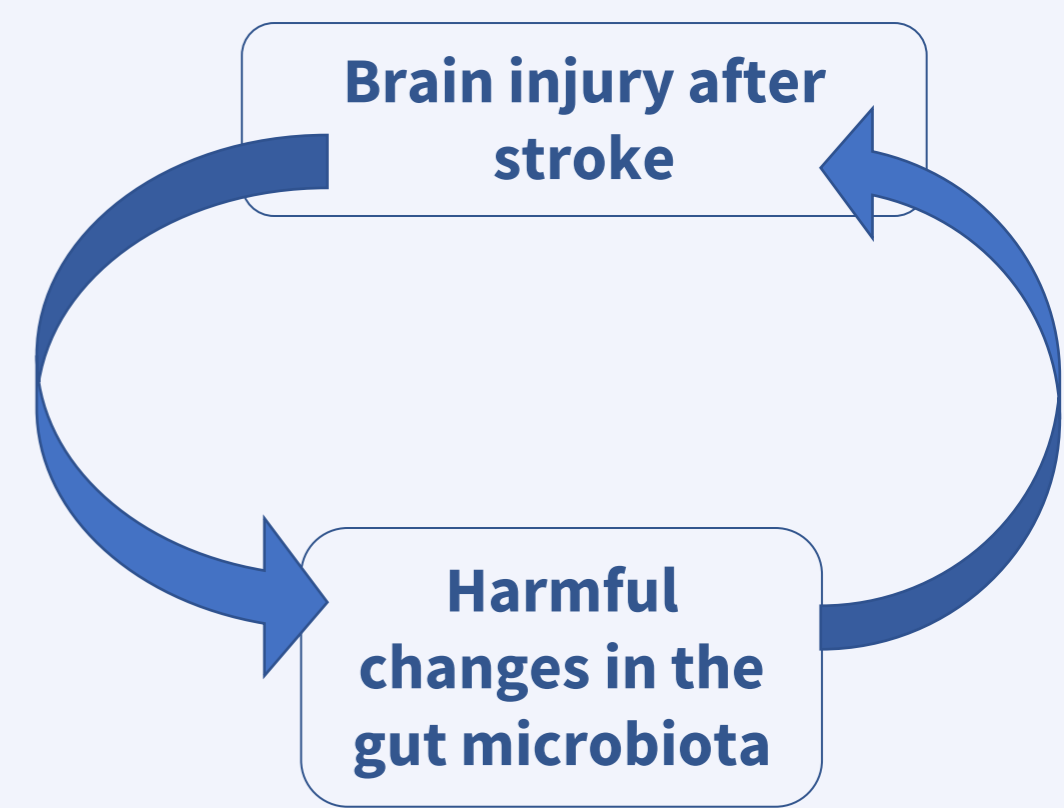 Brain injury after
stroke
Harmful
changes in the
gut microbiota